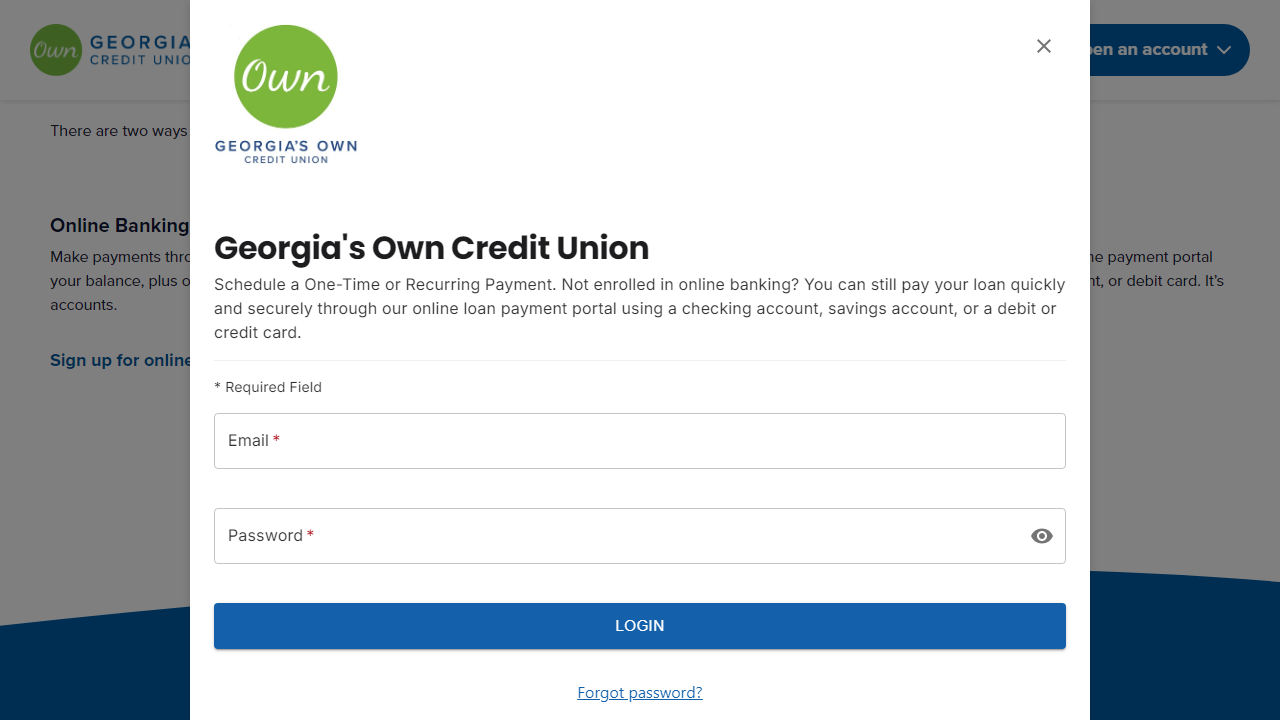 Own
GEORGIA
CREDIT UNIO
Own
GEORGIA'S OWN
CREDIT UNION
en an account
There are two ways
Online Banking
Make payments thro
your balance, plus o
accounts.
Sign up for online
ne payment portal
nt, or debit card. It's
Georgia's Own Credit Union
Schedule a One-Time or Recurring Payment. Not enrolled in online banking? You can still pay your loan quickly
and securely through our online loan payment portal using a checking account, savings account, or a debit or
credit card.
* Required Field
Email *
Password *
LOGIN
Forgot password?